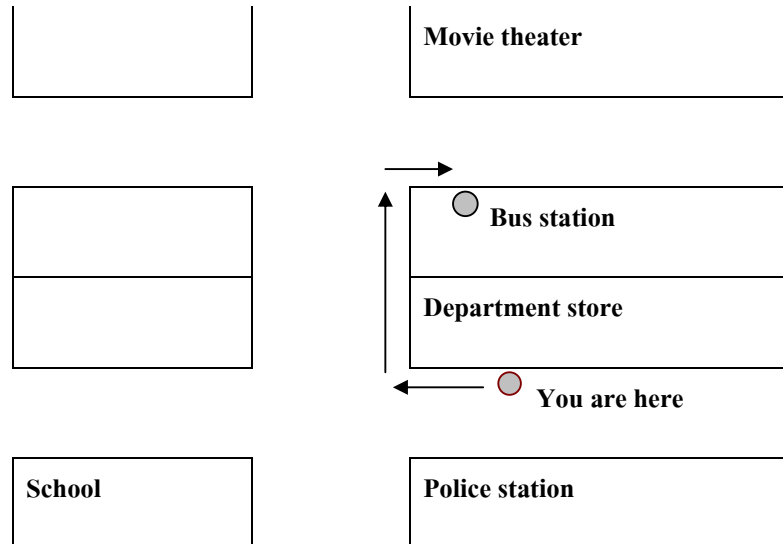 Movie theater
Bus station
Department store
You are here
School
Police station